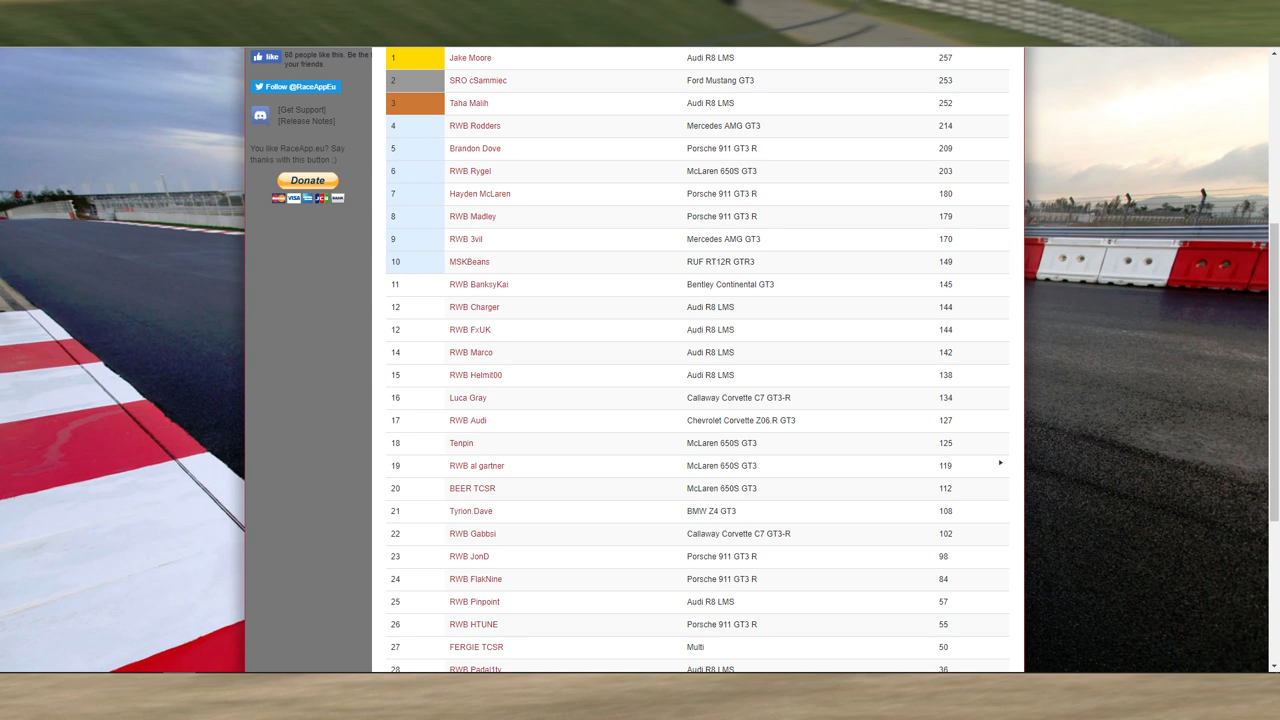 like 60 people like this. Be the
your friends
Follow @RaceAppEu
[Get Support]
[Release Notes]
You like RaceApp.eu? Say
thanks with this button ;)
Donate
VISA
BANK
1 Jake Moore Audi R8 LMS 257
2 SRO cSammiec Ford Mustang GT3 253
3 Taha Malih Audi R8 LMS 252
4 RWB Rodders Mercedes AMG GT3 214
5 Brandon Dove Porsche 911 GT3 R 209
6 RWB Rygel McLaren 650S GT3 203
7 Hayden McLaren Porsche 911 GT3 R 180
8 RWB Madley Porsche 911 GT3 R 179
9 RWB 3vil Mercedes AMG GT3 170
10 MSKBeans RUF RT12R GTR3 149
11 RWB BanksyKai Bentley Continental GT3 145
12 RWB Charger Audi R8 LMS 144
12 RWB FxUK Audi R8 LMS 144
14 RWB Marco Audi R8 LMS 142
15 RWB Helmit00 Audi R8 LMS 138
16 Luca Gray Callaway Corvette C7 GT3-R 134
17 RWB Audi Chevrolet Corvette Z06.R GT3 127
18 Tenpin McLaren 650S GT3 125
19 RWB al gartner McLaren 650S GT3 119
20 BEER TCSR McLaren 650S GT3 112
21 Tyrion.Dave BMW Z4 GT3 108
22 RWB Gabbsi Callaway Corvette C7 GT3-R 102
23 RWB JonD Porsche 911 GT3 R 98
24 RWB FlakNine Porsche 911 GT3 R 84
25 RWB Pinpoint Audi R8 LMS 57
26 RWB HTUNE Porsche 911 GT3 R 55
27 FERGIE TCSR Multi 50
28 RWB Padal1ty Audi R8 LMS 36